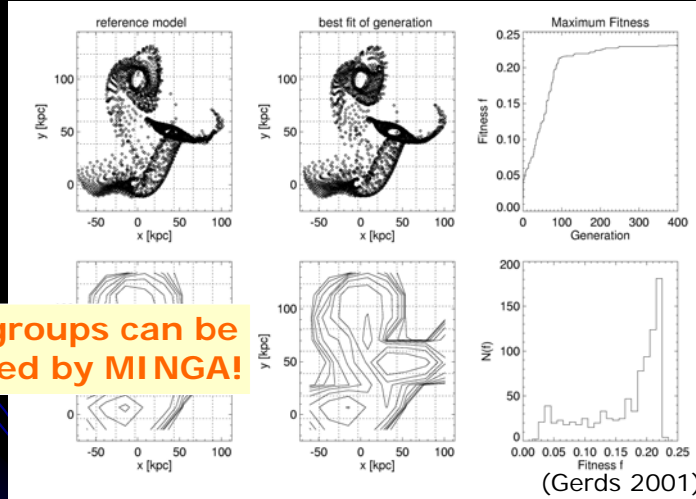 reference model
best fit of generation
Maximum Fitness
y [kpc]
100
50
0
-50 0 50 100
x [kpc]
y [kpc]
100
50
0
-50 0 50 100
x [kpc]
Fitness f
0.25
0.20
0.15
0.10
0.05
0.00
0 100 200 300 400
Generation
groups can be
ed by MINGA!
0
-50 0 50 100
x [kpc]
y [kpc]
100
50
0
-50 0 50 100
x [kpc]
N(f)
200
150
100
50
0
0.00 0.05 0.10 0.15 0.20 0.25
Fitness f
(Gerds 2001)